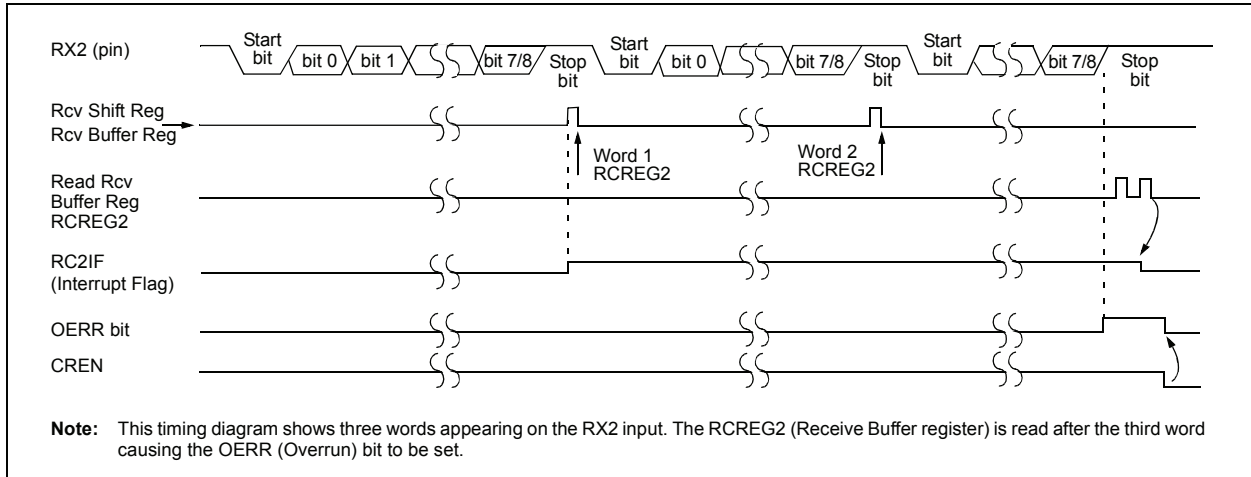 RX2 (pin)
Start
bit
bit 0
bit 1
bit 7/8
Stop
bit
Start
bit
bit 0
bit 7/8
Stop
bit
Start
bit
bit 7/8
Stop
bit
Rcv Shift Reg
Rcv Buffer Reg
Word 1
RCREG2
Word 2
RCREG2
Read Rcv
Buffer Reg
RCREG2
RC2IF
(Interrupt Flag)
OERR bit
CREN
Note: This timing diagram shows three words appearing on the RX2 input. The RCREG2 (Receive Buffer register) is read after the third word
causing the OERR (Overrun) bit to be set.